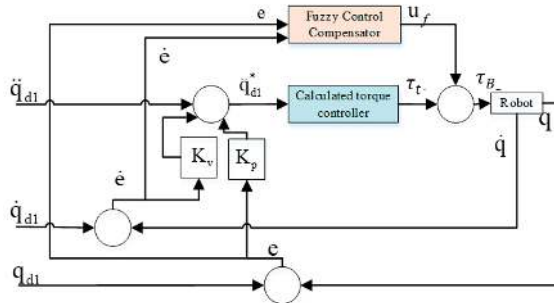 e
Fuzzy Control
Compensator
u_f
ė
q̈_d1
q̈*_d1
Calculated torque
controller
τ_t
τ_B
Robot
q
K_v
K_p
q̇
ė
q̇_d1
e
q_d1